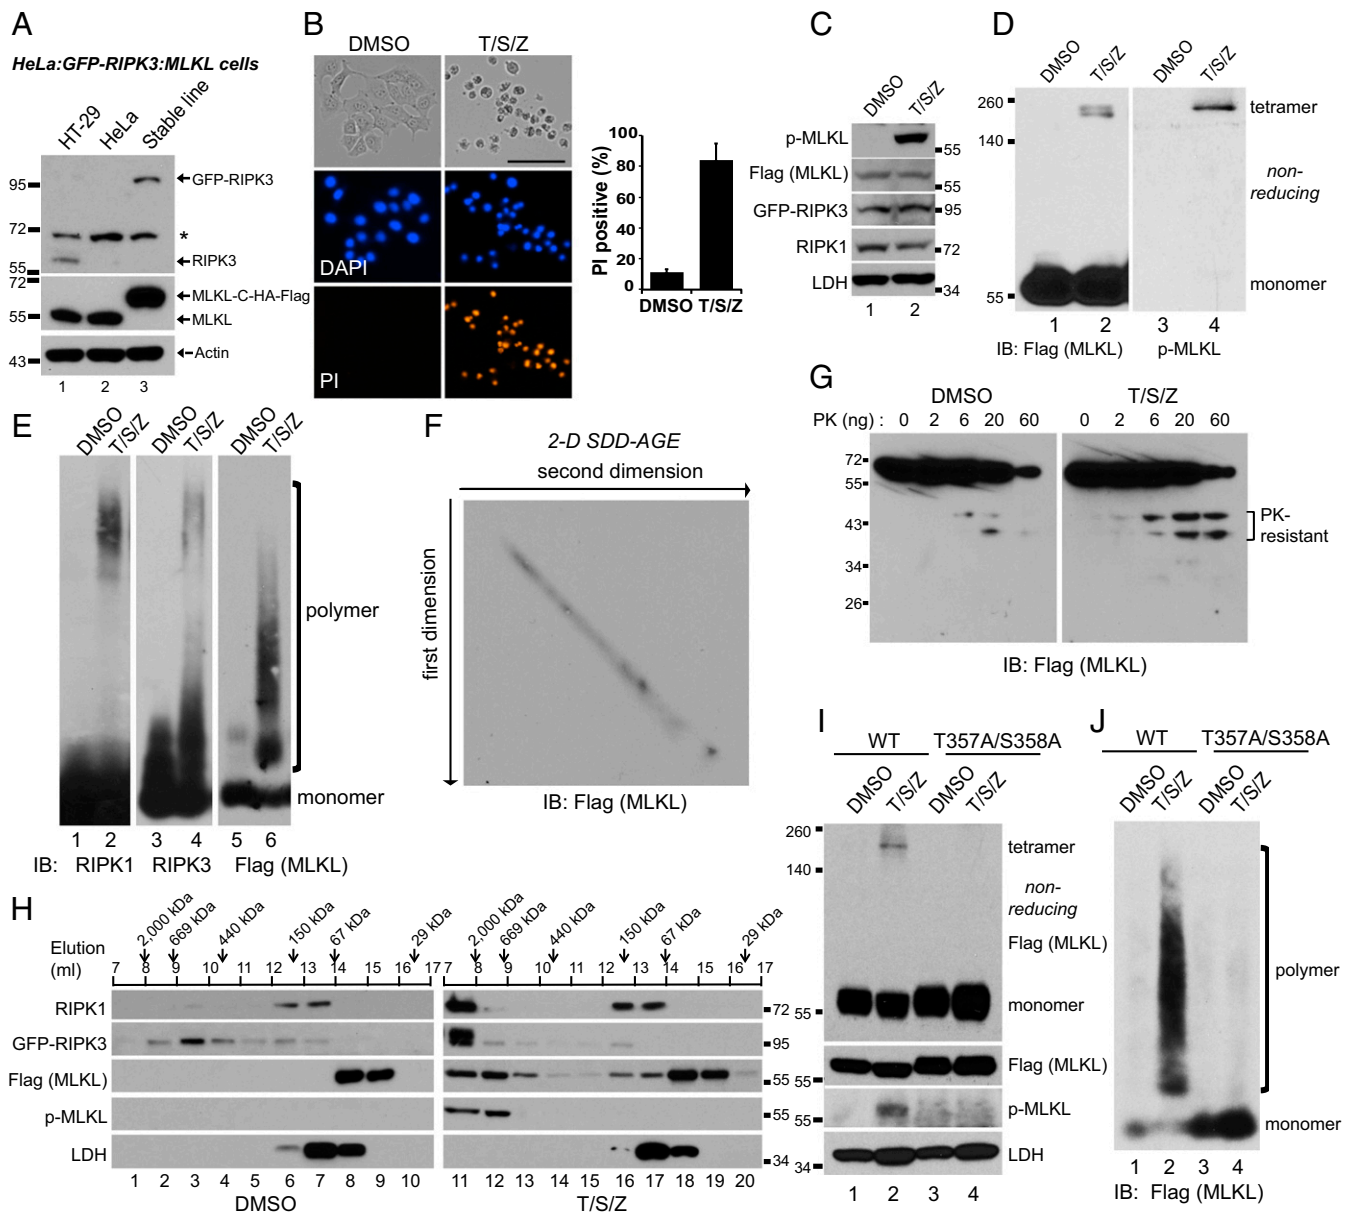 A
HeLa:GFP-RIPK3:MLKL cells
HT-29
HeLa
Stable line
95
72
55
72
55
43
GFP-RIPK3
*
RIPK3
MLKL-C-HA-Flag
MLKL
Actin
1 2 3
B
DMSO
T/S/Z
DAPI
PI
PI positive (%)
100
80
60
40
20
0
DMSO T/S/Z
C
DMSO
T/S/Z
p-MLKL
55
Flag (MLKL)
55
GFP-RIPK3
95
RIPK1
72
LDH
34
1 2
D
DMSO
T/S/Z
DMSO
T/S/Z
260
140
55
tetramer
non-
reducing
monomer
1 2 3 4
IB: Flag (MLKL) p-MLKL
E
DMSO
T/S/Z
DMSO
T/S/Z
DMSO
T/S/Z
polymer
monomer
1 2 3 4 5 6
IB: RIPK1 RIPK3 Flag (MLKL)
F
2-D SDD-AGE
second dimension
first dimension
IB: Flag (MLKL)
G
DMSO
T/S/Z
PK (ng) : 0 2 6 20 60 0 2 6 20 60
72
55
43
34
26
PK-
resistant
IB: Flag (MLKL)
H
2,000 kDa
669 kDa
440 kDa
150 kDa
67 kDa
29 kDa
2,000 kDa
669 kDa
440 kDa
150 kDa
67 kDa
29 kDa
Elution
(ml)
7 8 9 10 11 12 13 14 15 16 17 7 8 9 10 11 12 13 14 15 16 17
RIPK1
72
GFP-RIPK3
95
Flag (MLKL)
55
p-MLKL
55
LDH
34
1 2 3 4 5 6 7 8 9 10 11 12 13 14 15 16 17 18 19 20
DMSO
T/S/Z
I
WT
T357A/S358A
DMSO
T/S/Z
DMSO
T/S/Z
260
140
55
tetramer
non-
reducing
Flag (MLKL)
monomer
55
Flag (MLKL)
55
p-MLKL
34
LDH
1 2 3 4
J
WT
T357A/S358A
DMSO
T/S/Z
DMSO
T/S/Z
polymer
monomer
1 2 3 4
IB: Flag (MLKL)